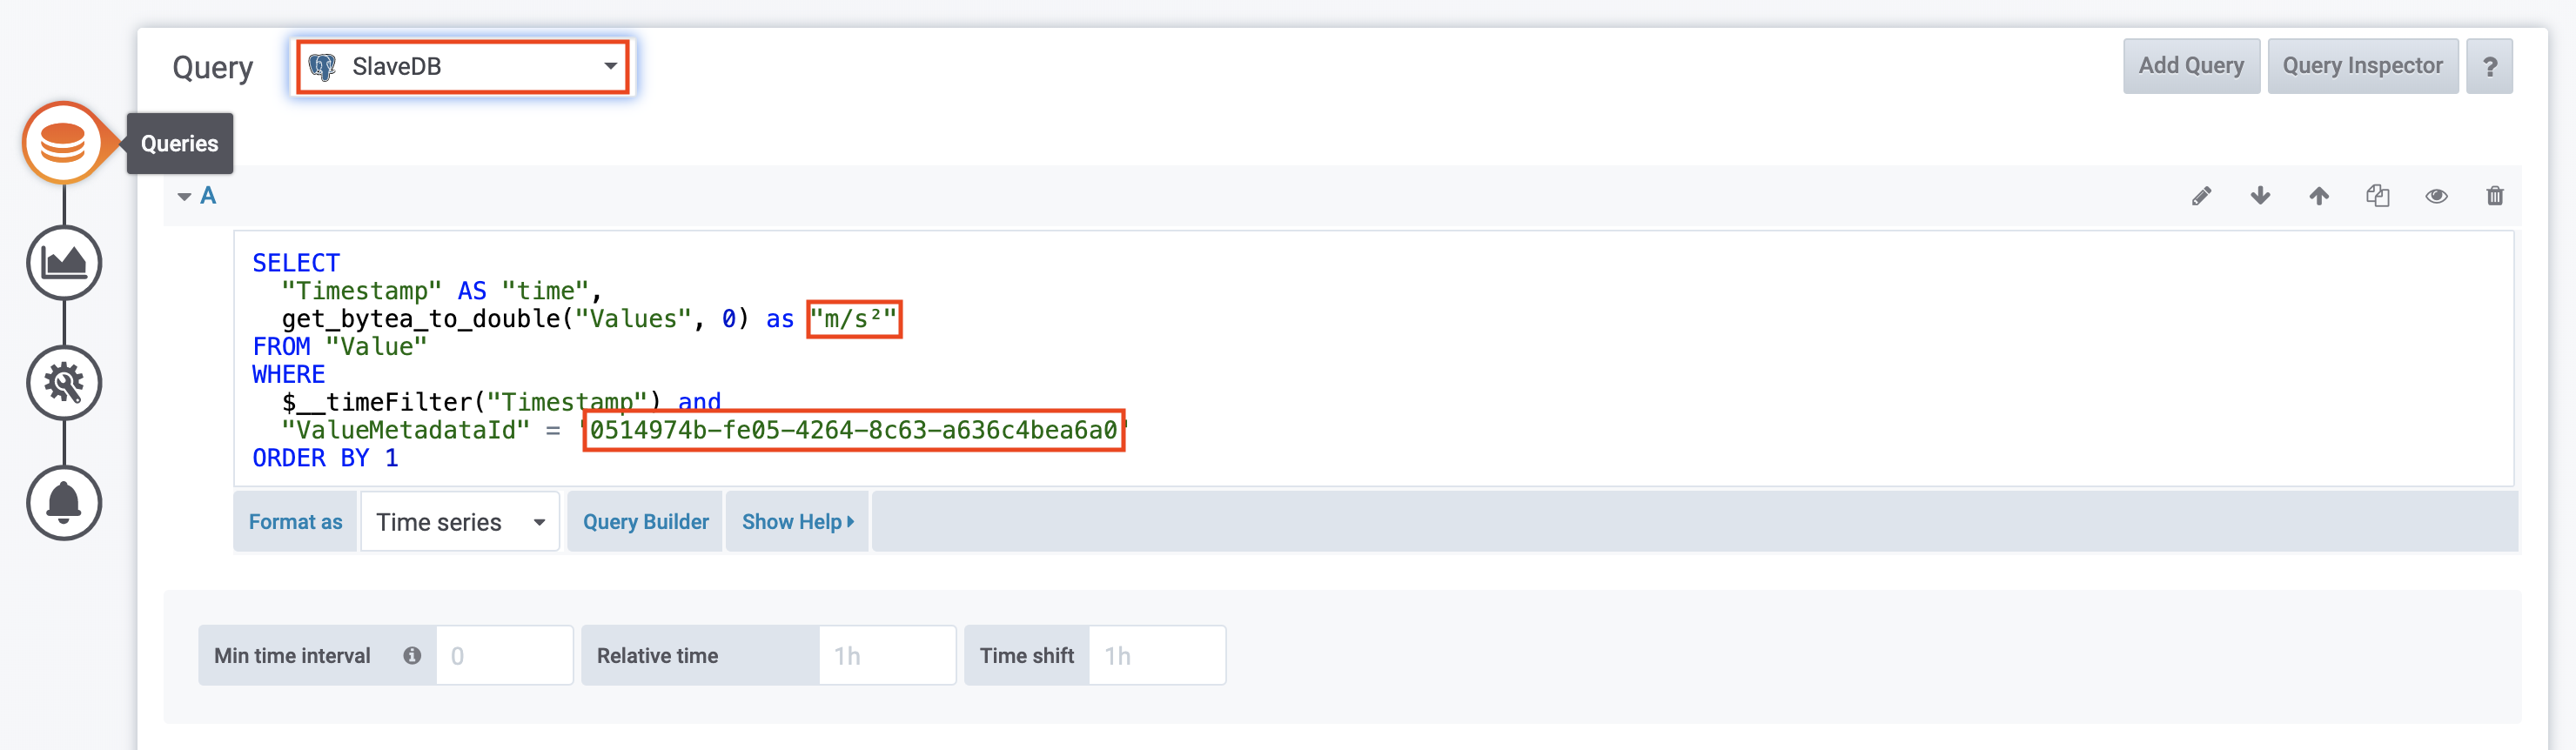 Query SlaveDB Add Query Query Inspector ?
Queries
A
SELECT
"Timestamp" AS "time",
get_bytea_to_double("Values", 0) as "m/s²"
FROM "Value"
WHERE
$__timeFilter("Timestamp") and
"ValueMetadataId" = '0514974b-fe05-4264-8c63-a636c4bea6a0'
ORDER BY 1
Format as Time series Query Builder Show Help
Min time interval 0 Relative time 1h Time shift 1h